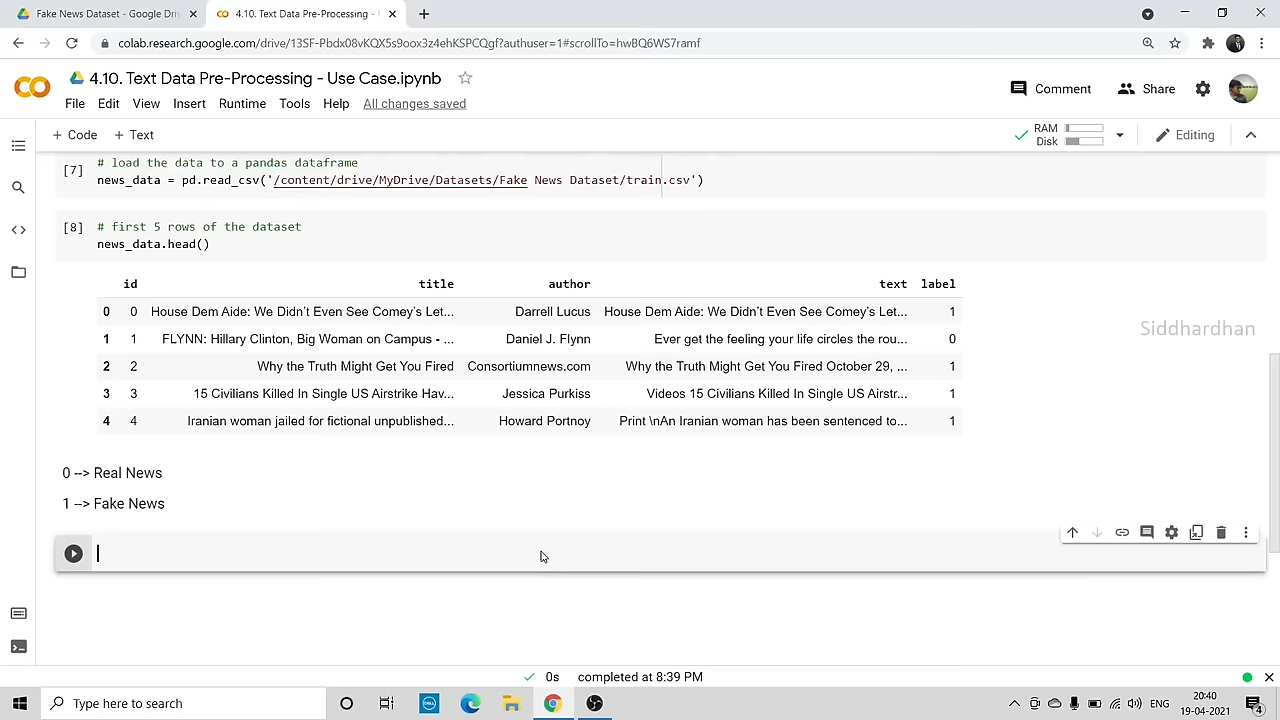 Fake News Dataset - Google Dri
4.10. Text Data Pre-Processing -
colab.research.google.com/drive/13SF-Pbdx08vKQX5s9oox3z4ehKSPCQgf?authuser=1#scrollTo=hwBQ6WS7ramf
4.10. Text Data Pre-Processing - Use Case.ipynb
Comment
Share
File Edit View Insert Runtime Tools Help All changes saved
+ Code + Text
RAM
Disk
Editing
[7] # load the data to a pandas dataframe
news_data = pd.read_csv('/content/drive/MyDrive/Datasets/Fake News Dataset/train.csv')
[8] # first 5 rows of the dataset
news_data.head()
id title author text label
0 0 House Dem Aide: We Didn’t Even See Comey’s Let... Darrell Lucus House Dem Aide: We Didn’t Even See Comey’s Let... 1
1 1 FLYNN: Hillary Clinton, Big Woman on Campus - ... Daniel J. Flynn Ever get the feeling your life circles the rou... 0
2 2 Why the Truth Might Get You Fired Consortiumnews.com Why the Truth Might Get You Fired October 29, ... 1
3 3 15 Civilians Killed In Single US Airstrike Hav... Jessica Purkiss Videos 15 Civilians Killed In Single US Airstr... 1
4 4 Iranian woman jailed for fictional unpublished... Howard Portnoy Print \nAn Iranian woman has been sentenced to... 1
Siddhardhan
0 --> Real News
1 --> Fake News
0s completed at 8:39 PM
Type here to search
DELL
ENG
20:40
19-04-2021
4